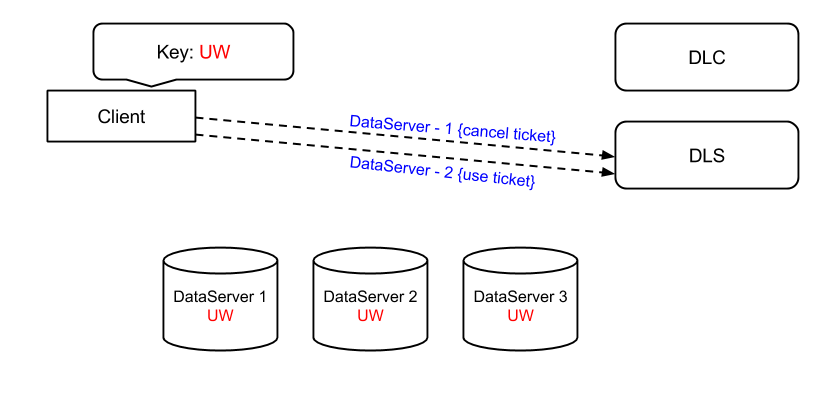 Key: UW
DLC
Client
DataServer - 1 {cancel ticket}
DLS
DataServer - 2 {use ticket}
DataServer 1
UW
DataServer 2
UW
DataServer 3
UW